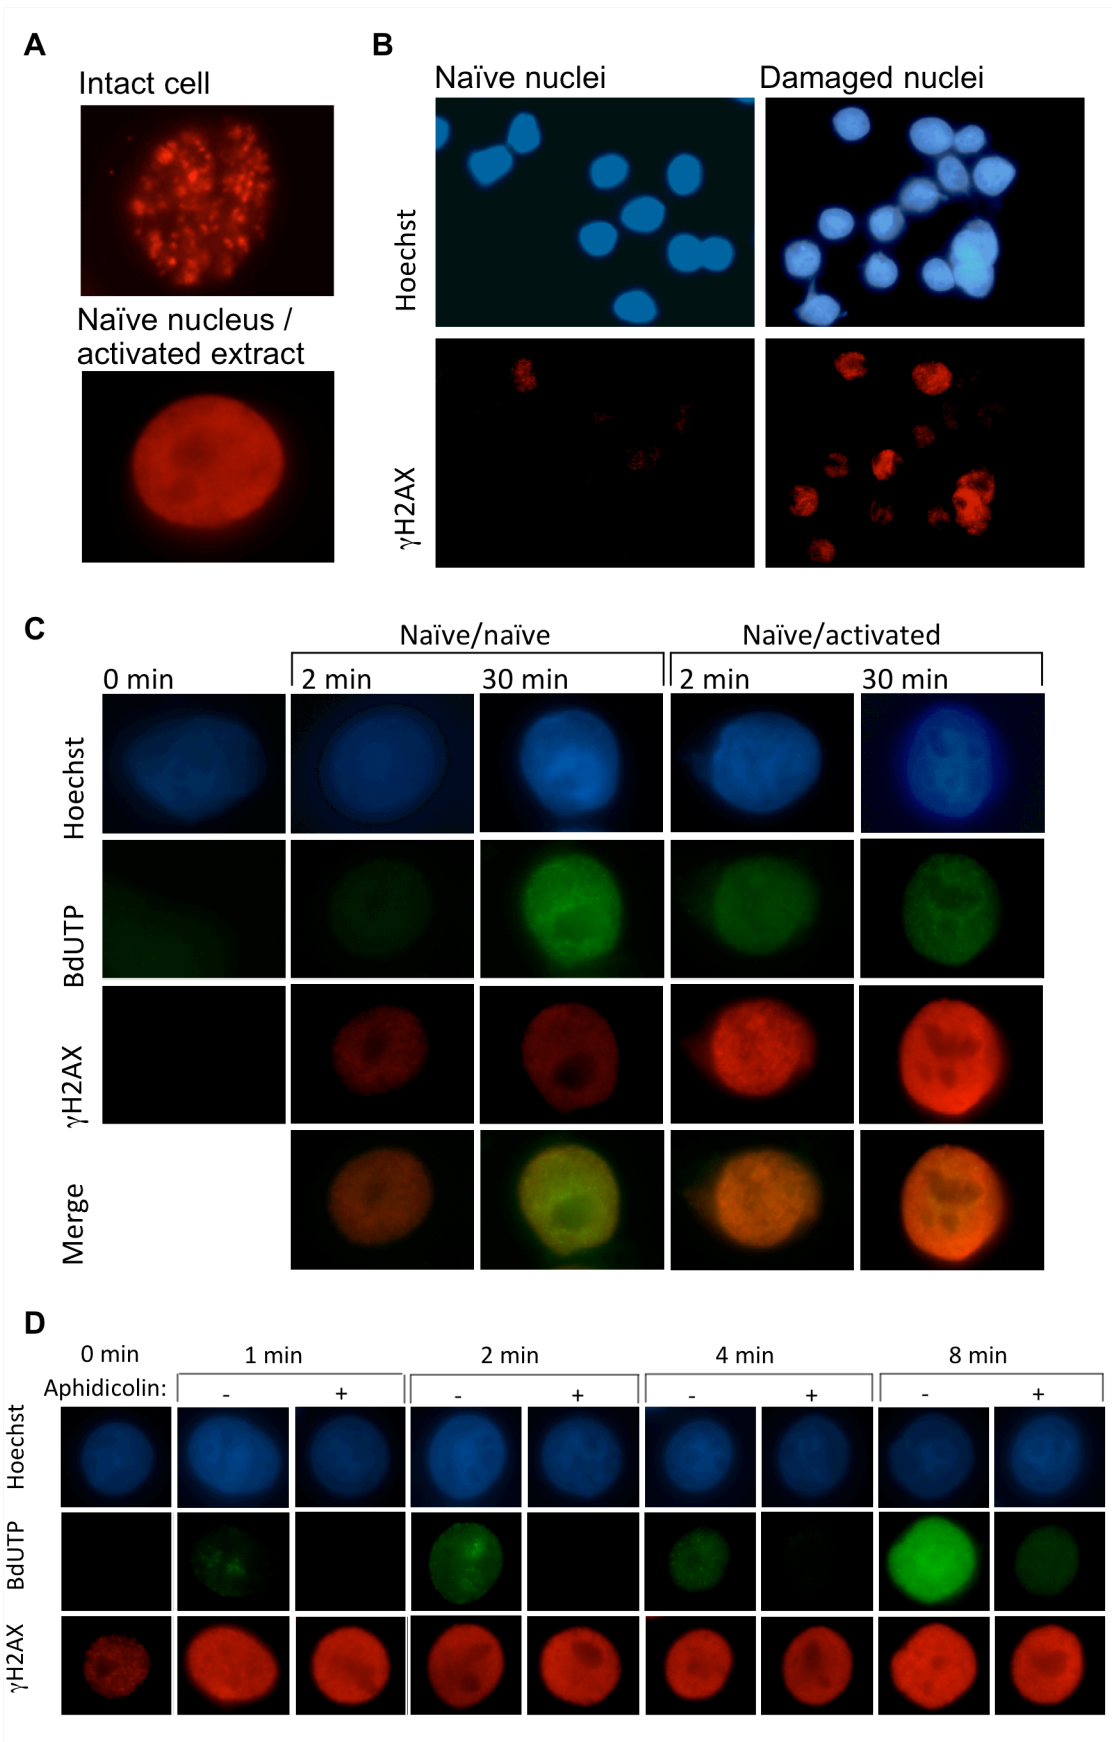 A
B
Intact cell
Naïve nuclei
Damaged nuclei
Hoechst
Naïve nucleus /
activated extract
γH2AX
C
Naïve/naïve
Naïve/activated
0 min
2 min
30 min
2 min
30 min
Hoechst
BdUTP
γH2AX
Merge
D
0 min
1 min
2 min
4 min
8 min
Aphidicolin:
-
+
-
+
-
+
-
+
Hoechst
BdUTP
γH2AX